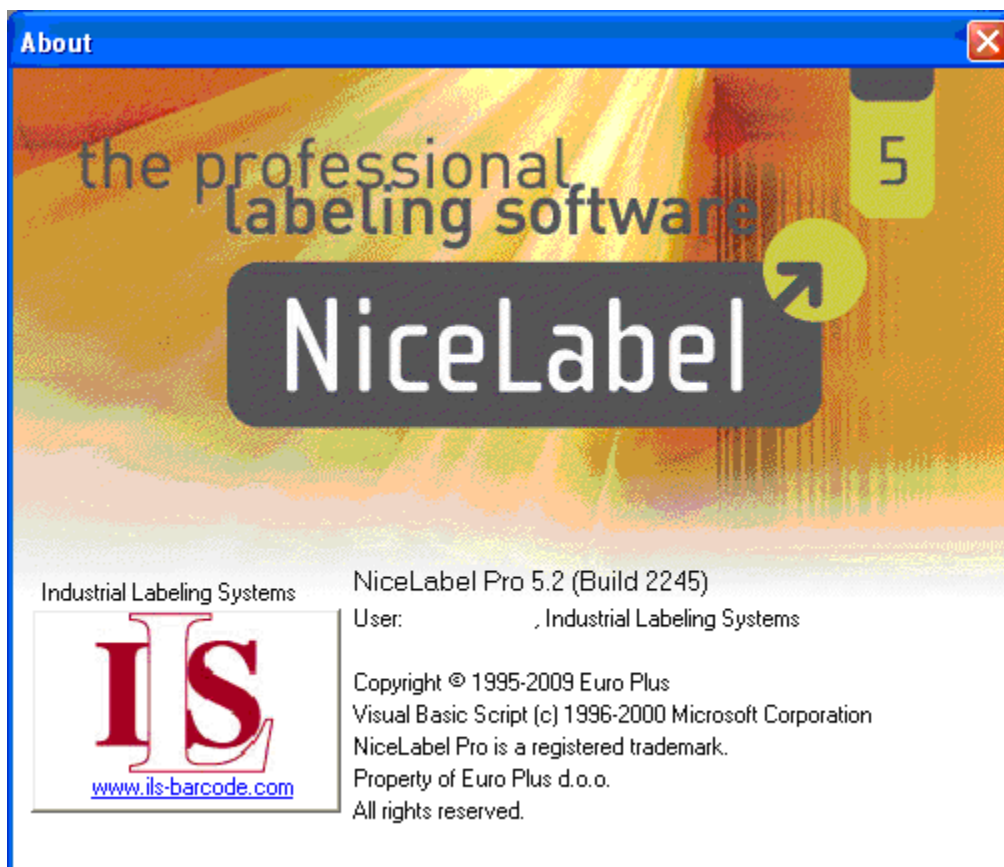 About
the professional
labeling software
5
NiceLabel
Industrial Labeling Systems
ILS
www.ils-barcode.com
NiceLabel Pro 5.2 (Build 2245)
User: , Industrial Labeling Systems
Copyright © 1995-2009 Euro Plus
Visual Basic Script (c) 1996-2000 Microsoft Corporation
NiceLabel Pro is a registered trademark.
Property of Euro Plus d.o.o.
All rights reserved.